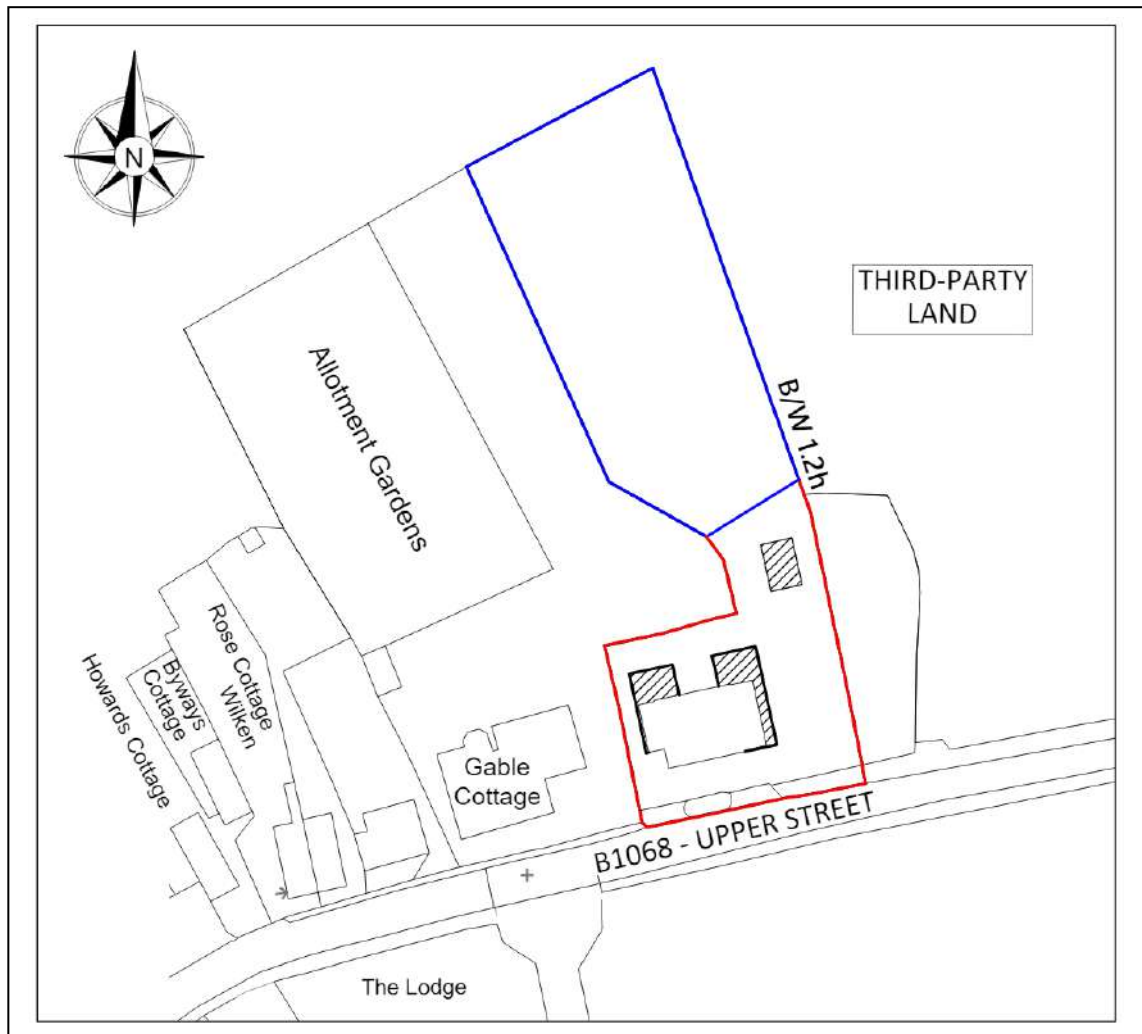 N
THIRD-PARTY
LAND
B/W 1.2h
Allotment Gardens
Rose Cottage
Wilken
Byways
Cottage
Howards Cottage
Gable
Cottage
B1068 - UPPER STREET
The Lodge